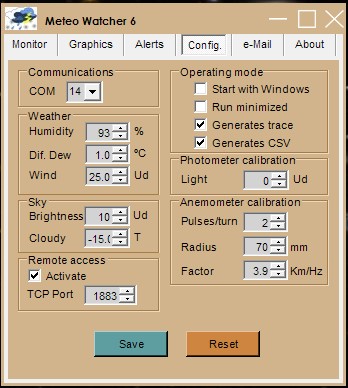 Meteo Watcher 6
Monitor Graphics Alerts Config. e-Mail About
Communications
COM 14
Weather
Humidity 93 %
Dif. Dew 1.0 ºC
Wind 25.0 Ud
Sky
Brightness 10 Ud
Cloudy -15.( T
Remote access
Activate
TCP Port 1883
Operating mode
Start with Windows
Run minimized
Generates trace
Generates CSV
Photometer calibration
Light 0 Ud
Anemometer calibration
Pulses/turn 2
Radius 70 mm
Factor 3.9 Km/Hz
Save Reset